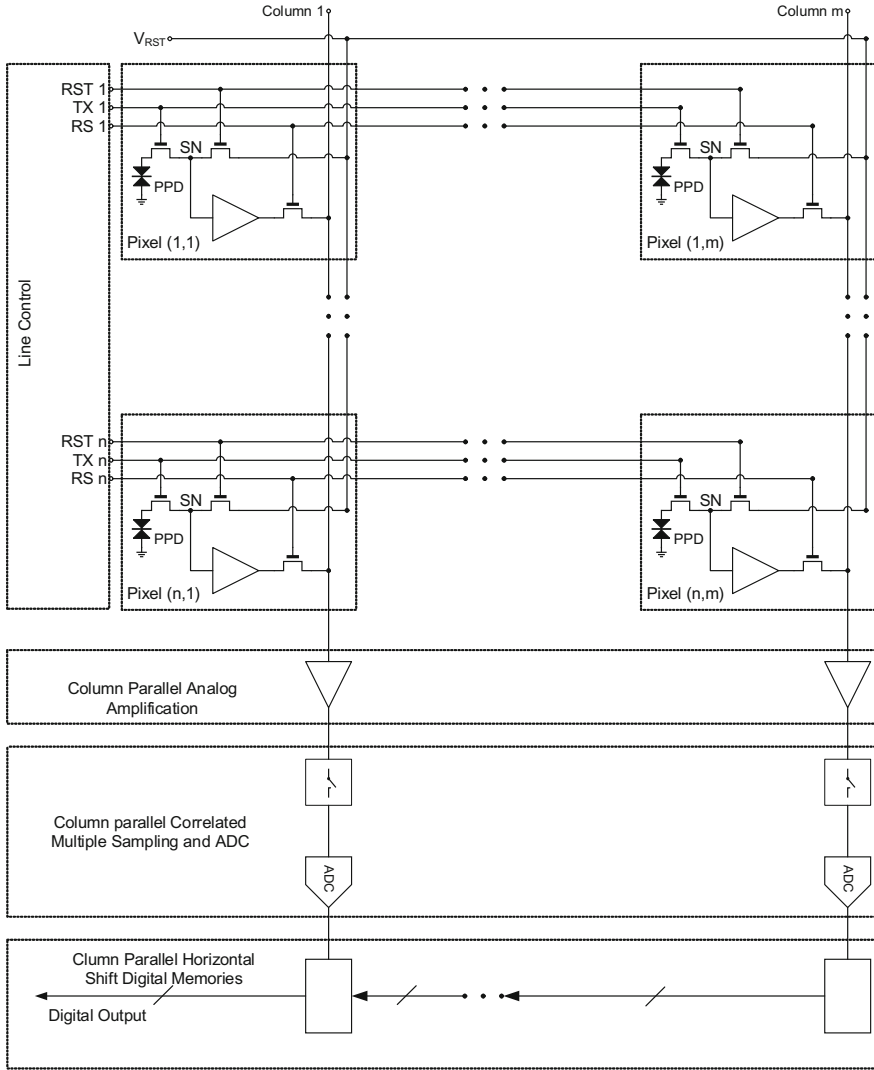 Column 1
Column m
VRST
RST 1
TX 1
RS 1
SN
SN
PPD
PPD
Pixel (1,1)
Pixel (1,m)
Line Control
RST n
TX n
RS n
SN
SN
PPD
PPD
Pixel (n,1)
Pixel (n,m)
Column Parallel Analog
Amplification
Column parallel Correlated
Multiple Sampling and ADC
ADC
ADC
Clumn Parallel Horizontal
Shift Digital Memories
Digital Output